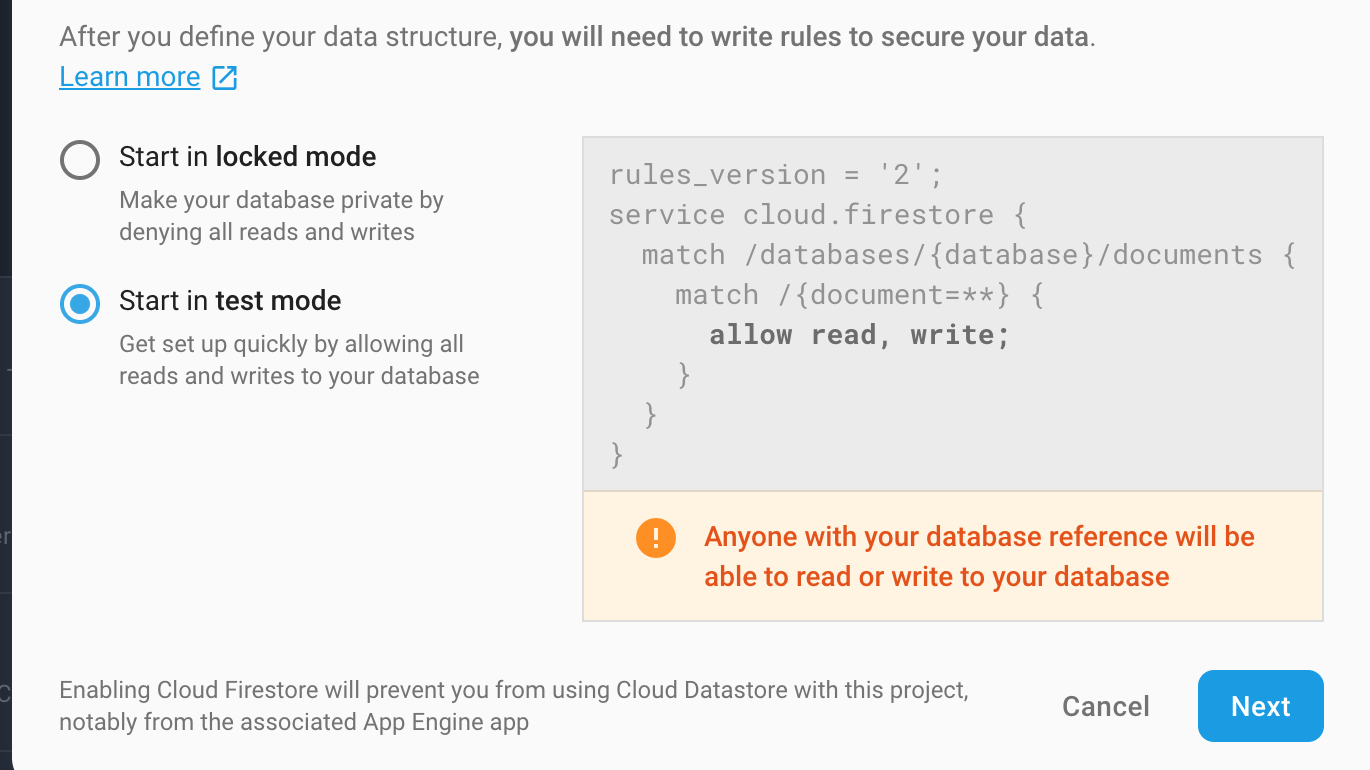 After you define your data structure, you will need to write rules to secure your data.
Learn more
Start in locked mode
Make your database private by
denying all reads and writes
Start in test mode
Get set up quickly by allowing all
reads and writes to your database
rules_version = '2';
service cloud.firestore {
  match /databases/{database}/documents {
    match /{document=**} {
      allow read, write;
    }
  }
}
Anyone with your database reference will be
able to read or write to your database
Enabling Cloud Firestore will prevent you from using Cloud Datastore with this project,
notably from the associated App Engine app
Cancel
Next